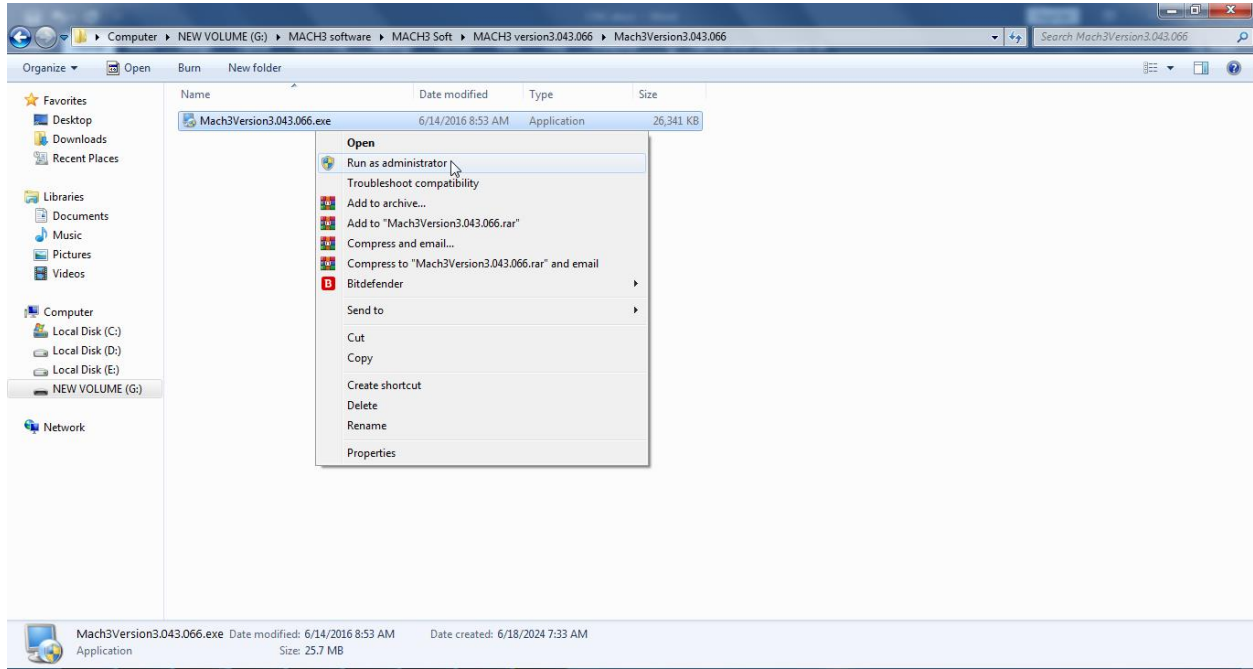 Computer ▸ NEW VOLUME (G:) ▸ MACH3 software ▸ MACH3 Soft ▸ MACH3 version3.043.066 ▸ Mach3Version3.043.066
Search Mach3Version3.043.066
Organize Open Burn New folder
Favorites
Desktop
Downloads
Recent Places
Libraries
Documents
Music
Pictures
Videos
Computer
Local Disk (C:)
Local Disk (D:)
Local Disk (E:)
NEW VOLUME (G:)
Network
Name Date modified Type Size
Mach3Version3.043.066.exe 6/14/2016 8:53 AM Application 26,341 KB
Open
Run as administrator
Troubleshoot compatibility
Add to archive...
Add to "Mach3Version3.043.066.rar"
Compress and email...
Compress to "Mach3Version3.043.066.rar" and email
Bitdefender
Send to
Cut
Copy
Create shortcut
Delete
Rename
Properties
Mach3Version3.043.066.exe Date modified: 6/14/2016 8:53 AM Date created: 6/18/2024 7:33 AM
Application Size: 25.7 MB